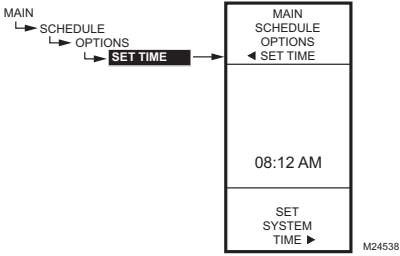 MAIN
SCHEDULE
OPTIONS
SET TIME
MAIN
SCHEDULE
OPTIONS
◄ SET TIME
08:12 AM
SET
SYSTEM
TIME ►
M24538